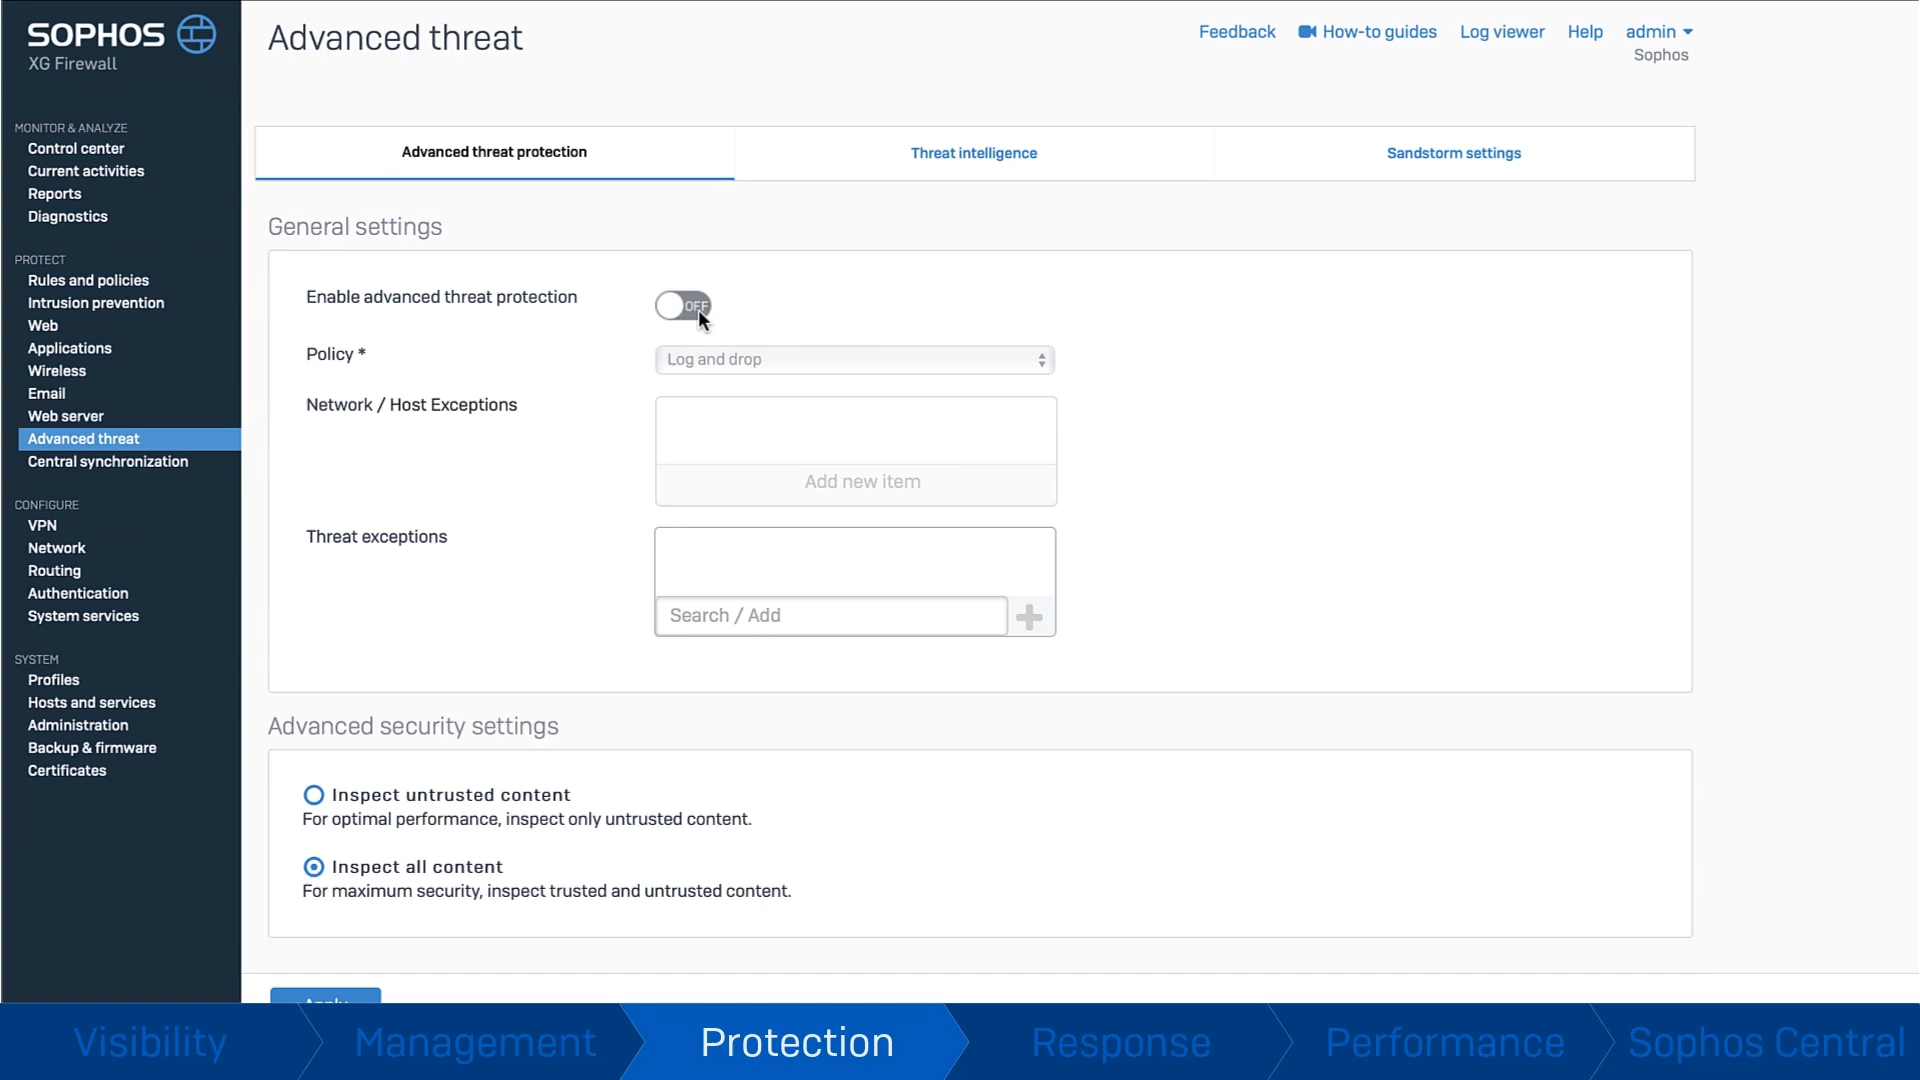 SOPHOS
XG Firewall
MONITOR & ANALYZE
Control center
Current activities
Reports
Diagnostics
PROTECT
Rules and policies
Intrusion prevention
Web
Applications
Wireless
Email
Web server
Advanced threat
Central synchronization
CONFIGURE
VPN
Network
Routing
Authentication
System services
SYSTEM
Profiles
Hosts and services
Administration
Backup & firmware
Certificates
Advanced threat
Feedback How-to guides Log viewer Help admin
Sophos
Advanced threat protection Threat intelligence Sandstorm settings
General settings
Enable advanced threat protection OFF
Policy * Log and drop
Network / Host Exceptions
Add new item
Threat exceptions
Search / Add
Advanced security settings
Inspect untrusted content
For optimal performance, inspect only untrusted content.
Inspect all content
For maximum security, inspect trusted and untrusted content.
Apply
Visibility Management Protection Response Performance Sophos Central